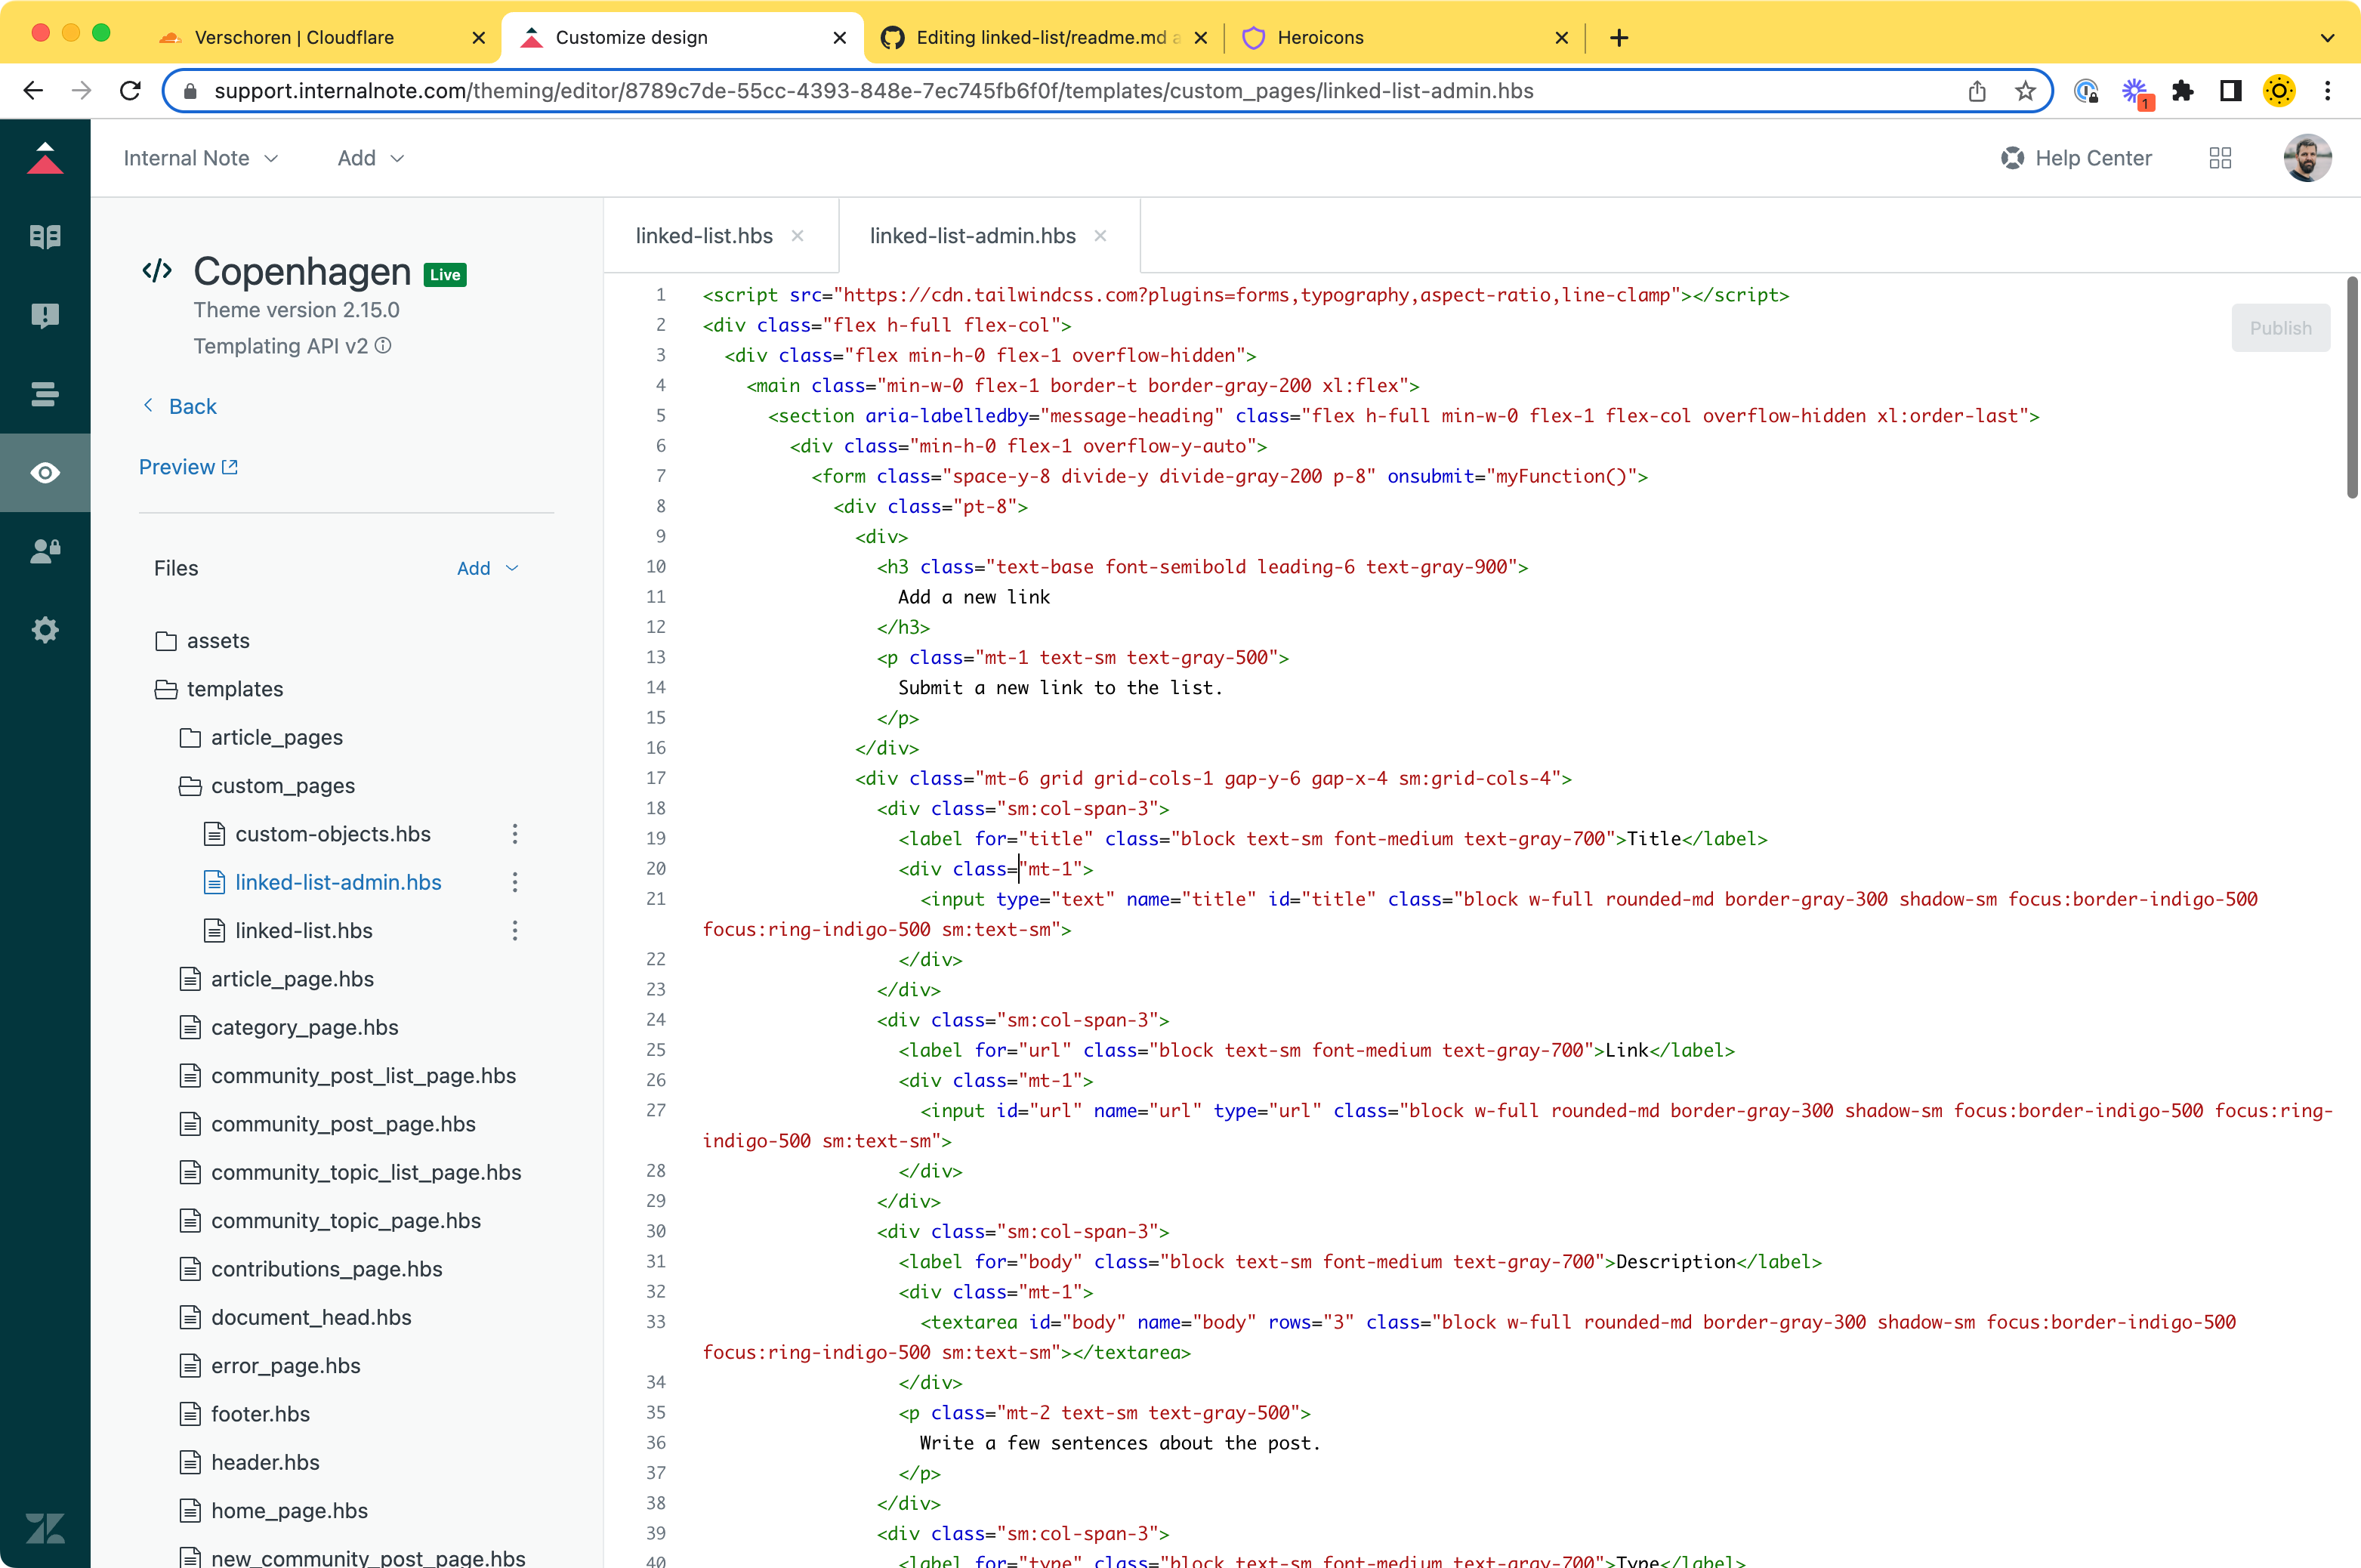 Verschoren | Cloudflare
Customize design
Editing linked-list/readme.md a
Heroicons
support.internalnote.com/theming/editor/8789c7de-55cc-4393-848e-7ec745fb6f0f/templates/custom_pages/linked-list-admin.hbs
1
Internal Note
Add
Help Center
Copenhagen
Live
Theme version 2.15.0
Templating API v2
Back
Preview
Files
Add
assets
templates
article_pages
custom_pages
custom-objects.hbs
linked-list-admin.hbs
linked-list.hbs
article_page.hbs
category_page.hbs
community_post_list_page.hbs
community_post_page.hbs
community_topic_list_page.hbs
community_topic_page.hbs
contributions_page.hbs
document_head.hbs
error_page.hbs
footer.hbs
header.hbs
home_page.hbs
new_community_post_page.hbs
linked-list.hbs
linked-list-admin.hbs
Publish
1 <script src="https://cdn.tailwindcss.com?plugins=forms,typography,aspect-ratio,line-clamp"></script>
2 <div class="flex h-full flex-col">
3 <div class="flex min-h-0 flex-1 overflow-hidden">
4 <main class="min-w-0 flex-1 border-t border-gray-200 xl:flex">
5 <section aria-labelledby="message-heading" class="flex h-full min-w-0 flex-1 flex-col overflow-hidden xl:order-last">
6 <div class="min-h-0 flex-1 overflow-y-auto">
7 <form class="space-y-8 divide-y divide-gray-200 p-8" onsubmit="myFunction()">
8 <div class="pt-8">
9 <div>
10 <h3 class="text-base font-semibold leading-6 text-gray-900">
11 Add a new link
12 </h3>
13 <p class="mt-1 text-sm text-gray-500">
14 Submit a new link to the list.
15 </p>
16 </div>
17 <div class="mt-6 grid grid-cols-1 gap-y-6 gap-x-4 sm:grid-cols-4">
18 <div class="sm:col-span-3">
19 <label for="title" class="block text-sm font-medium text-gray-700">Title</label>
20 <div class="mt-1">
21 <input type="text" name="title" id="title" class="block w-full rounded-md border-gray-300 shadow-sm focus:border-indigo-500
focus:ring-indigo-500 sm:text-sm">
22 </div>
23 </div>
24 <div class="sm:col-span-3">
25 <label for="url" class="block text-sm font-medium text-gray-700">Link</label>
26 <div class="mt-1">
27 <input id="url" name="url" type="url" class="block w-full rounded-md border-gray-300 shadow-sm focus:border-indigo-500 focus:ring-
indigo-500 sm:text-sm">
28 </div>
29 </div>
30 <div class="sm:col-span-3">
31 <label for="body" class="block text-sm font-medium text-gray-700">Description</label>
32 <div class="mt-1">
33 <textarea id="body" name="body" rows="3" class="block w-full rounded-md border-gray-300 shadow-sm focus:border-indigo-500
focus:ring-indigo-500 sm:text-sm"></textarea>
34 </div>
35 <p class="mt-2 text-sm text-gray-500">
36 Write a few sentences about the post.
37 </p>
38 </div>
39 <div class="sm:col-span-3">
40 <label for="type" class="block text-sm font-medium text-gray-700">Type</label>